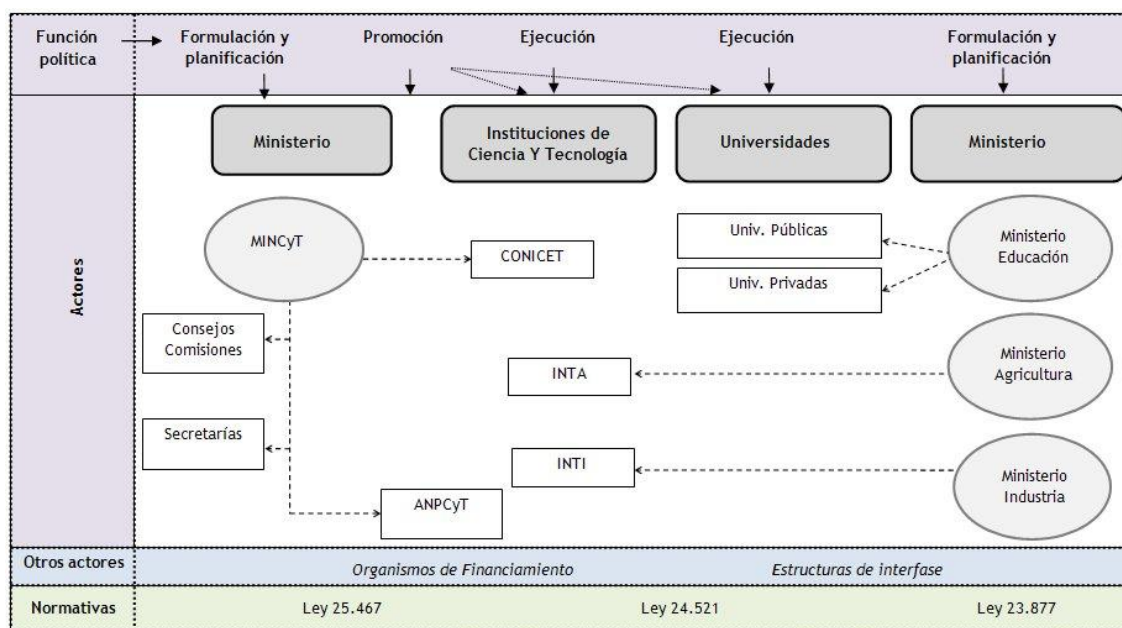 Función política
Formulación y planificación
Promoción
Ejecución
Ejecución
Formulación y planificación
Actores
Ministerio
Instituciones de Ciencia Y Tecnología
Universidades
Ministerio
MINCyT
CONICET
Univ. Públicas
Univ. Privadas
Ministerio Educación
Consejos Comisiones
INTA
Ministerio Agricultura
Secretarías
INTI
Ministerio Industria
ANPCyT
Otros actores
Organismos de Financiamiento
Estructuras de interfase
Normativas
Ley 25.467
Ley 24.521
Ley 23.877